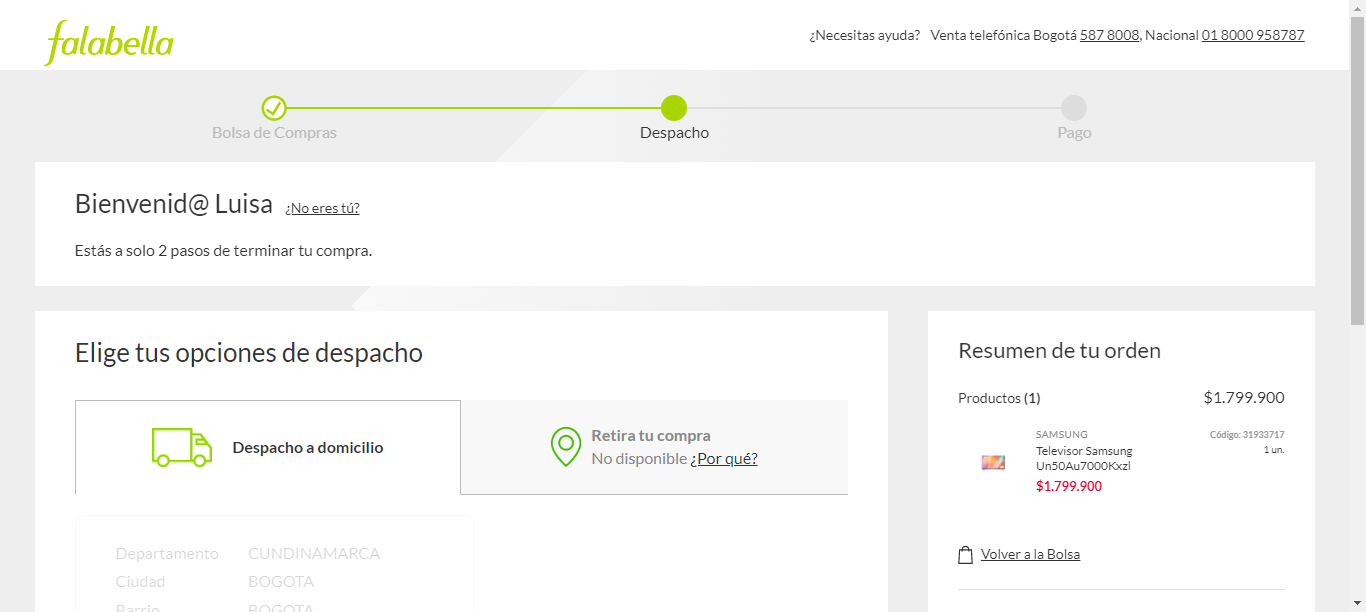 falabella
¿Necesitas ayuda? Venta telefónica Bogotá 587 8008, Nacional 01 8000 958787
Bolsa de Compras
Despacho
Pago
Bienvenid@ Luisa ¿No eres tú?
Estás a solo 2 pasos de terminar tu compra.
Elige tus opciones de despacho
Despacho a domicilio
Retira tu compra
No disponible ¿Por qué?
Departamento CUNDINAMARCA
Ciudad BOGOTA
Barrio BOGOTA
Resumen de tu orden
Productos (1) $1.799.900
SAMSUNG Código: 31933717
Televisor Samsung 1 un.
Un50Au7000Kxzl
$1.799.900
Volver a la Bolsa